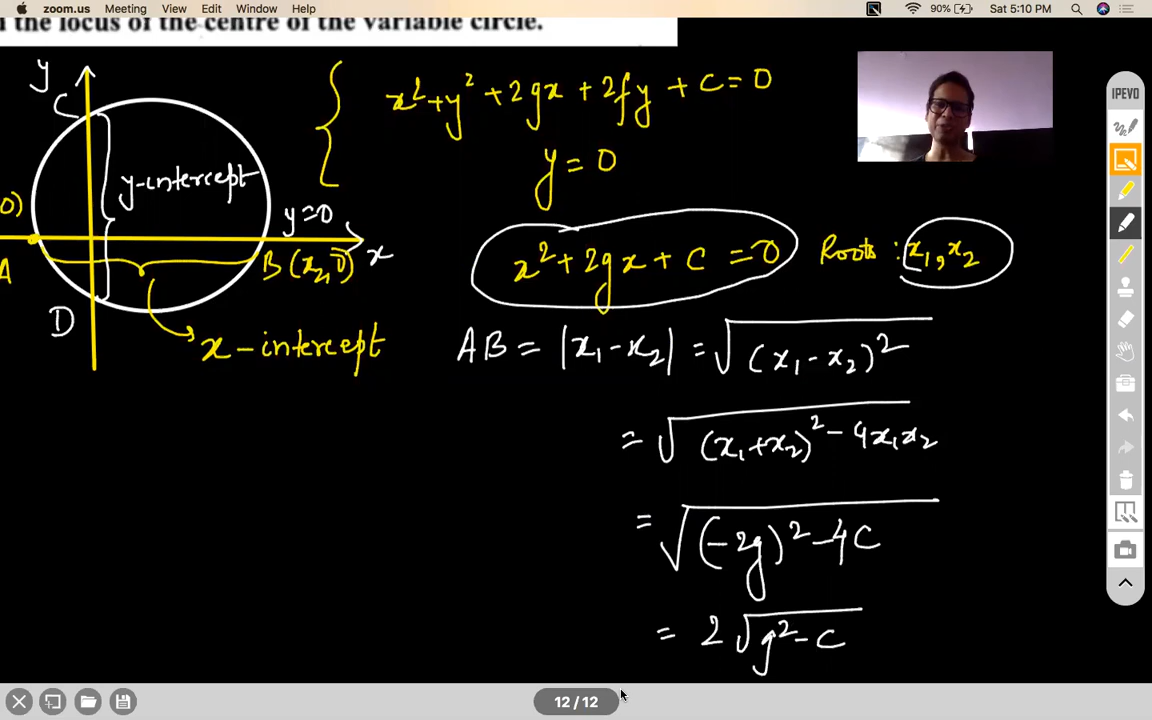 zoom.us Meeting View Edit Window Help
90% Sat 5:10 PM
the locus of the centre of the variable circle.
IPEVO
y
C
x² + y² + 2gx + 2fy + c = 0
y = 0
y-intercept
0)
y=0
x
A
B (x₂, 0)
D
x-intercept
x² + 2gx + c = 0 Roots : x₁, x₂
AB = |x₁ - x₂| = √(x₁ - x₂)²
= √(x₁+x₂)² - 4x₁x₂
= √(-2g)² - 4c
= 2√g² - c
12/12